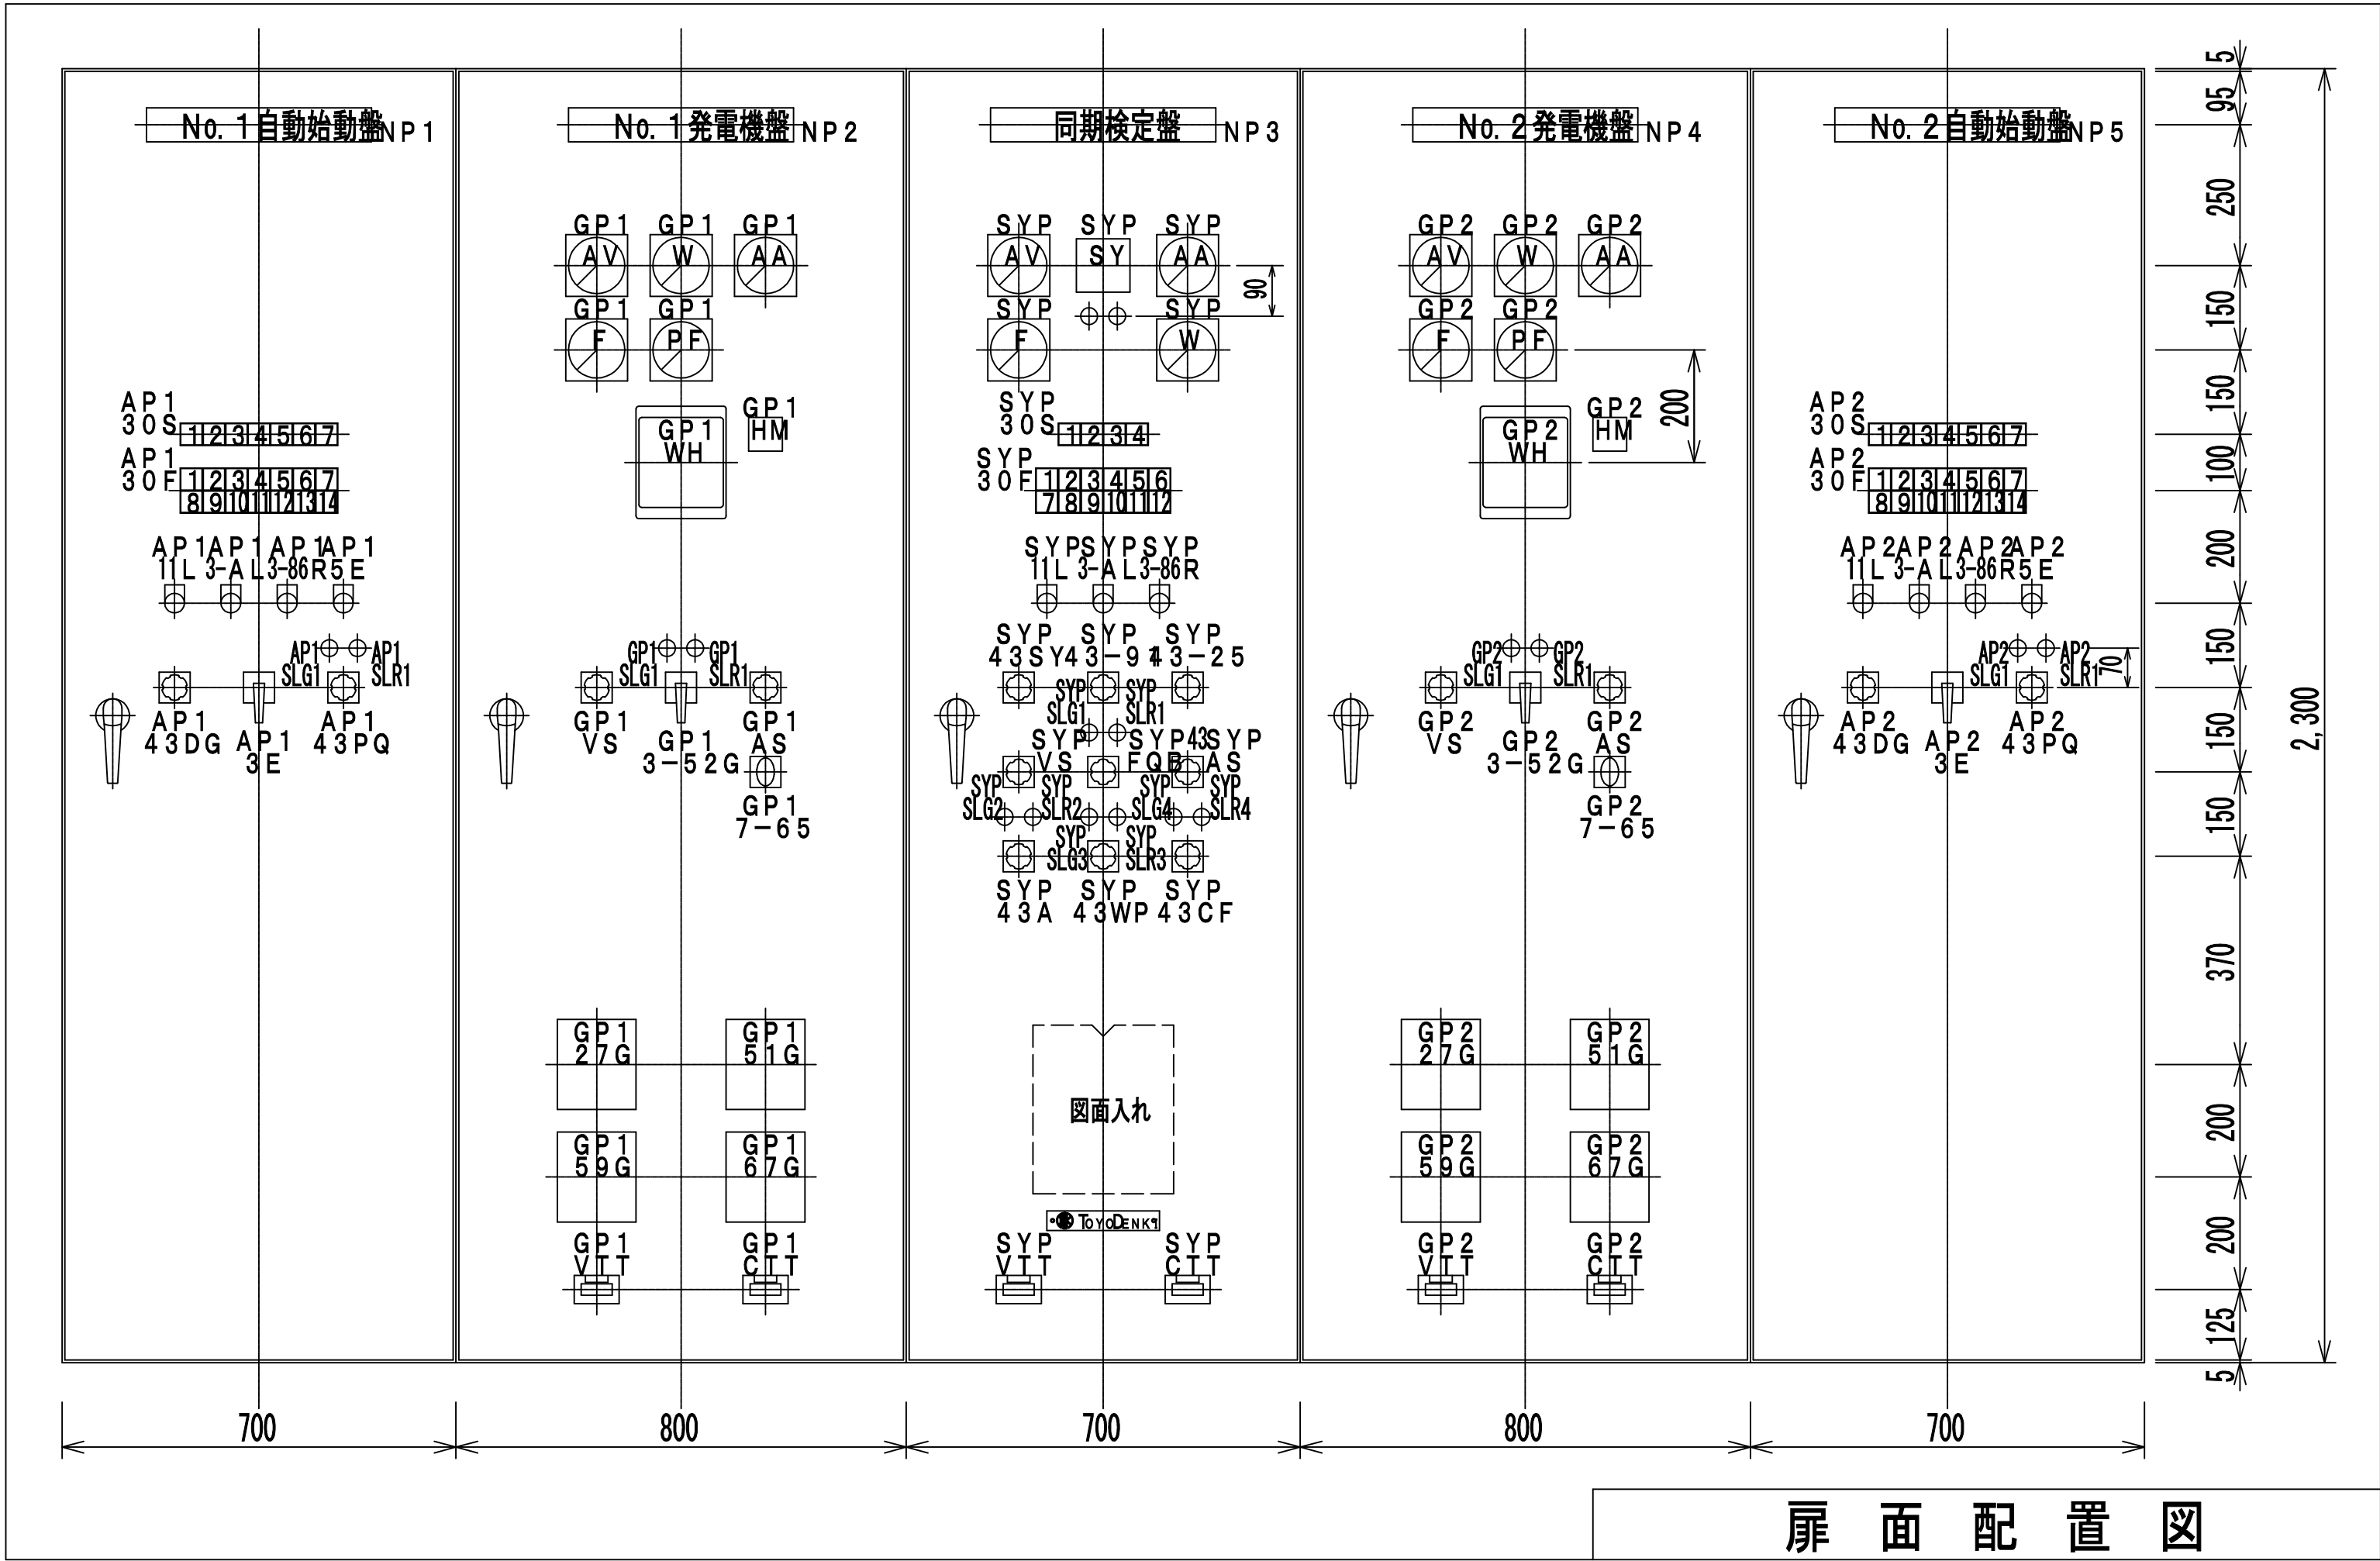 No. 1 自動始動盤 NP1
No. 1 発電機盤 NP2
同期検定盤 NP3
No. 2 発電機盤 NP4
No. 2 自動始動盤 NP5
AP1
30S
1 2 3 4 5 6 7
AP1
30F
1 2 3 4 5 6 7
8 9 10 11 12 13 14
AP1 AP1 AP1 AP1
11L 3-AL 3-86R 5E
AP1 AP1
SLG1 SLR1
AP1 AP1 AP1
43DG 3E 43PQ
GP1 GP1 GP1
AV W AA
GP1 GP1
F PF
GP1
WH
GP1
HM
GP1 GP1
SLG1 SLR1
GP1 GP1 GP1
VS 3-52G AS
GP1
7-65
GP1 GP1
27G 51G
GP1 GP1
59G 67G
GP1 GP1
VTT CTT
SYP SYP SYP
AV SY AA
SYP SYP
F W
90
SYP
30S
1 2 3 4
SYP
30F
1 2 3 4 5 6
7 8 9 10 11 12
SYP SYP SYP
11L 3-AL 3-86R
SYP SYP SYP
43SY 43-91 43-25
SYP SYP
SLG1 SLR1
SYP SYP43 SYP
VS FQB AS
SYP SYP SYP SYP
SLG2 SLR2 SLG4 SLR4
SYP SYP
SLG3 SLR3
SYP SYP SYP
43A 43WP 43CF
図面入れ
TOYODENKI
SYP SYP
VTT CTT
GP2 GP2 GP2
AV W AA
GP2 GP2
F PF
200
GP2
WH
GP2
HM
GP2 GP2
SLG1 SLR1
GP2 GP2 GP2
VS 3-52G AS
GP2
7-65
GP2 GP2
27G 51G
GP2 GP2
59G 67G
GP2 GP2
VTT CTT
AP2
30S
1 2 3 4 5 6 7
AP2
30F
1 2 3 4 5 6 7
8 9 10 11 12 13 14
AP2 AP2 AP2 AP2
11L 3-AL 3-86R 5E
AP2 AP2
SLG1 SLR1
70
AP2 AP2 AP2
43DG 3E 43PQ
5
95
250
150
150
100
200
150
150
150
370
200
200
125
5
2,300
700 800 700 800 700
扉面配置図